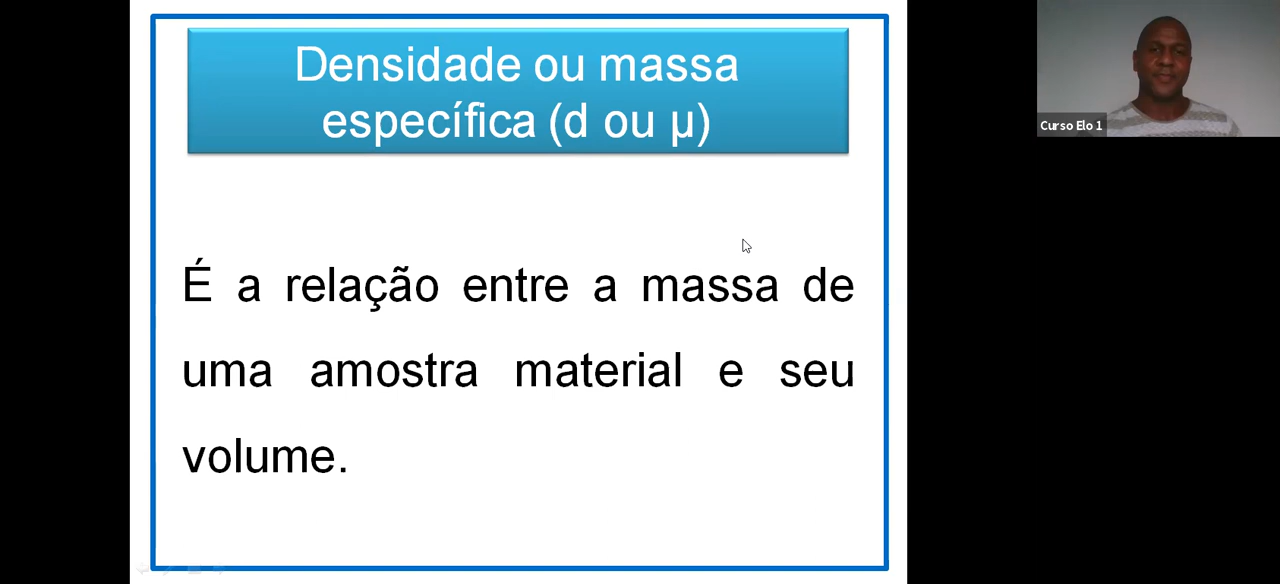 Densidade ou massa
específica (d ou µ)
É a relação entre a massa de
uma amostra material e seu
volume.
Curso Elo 1